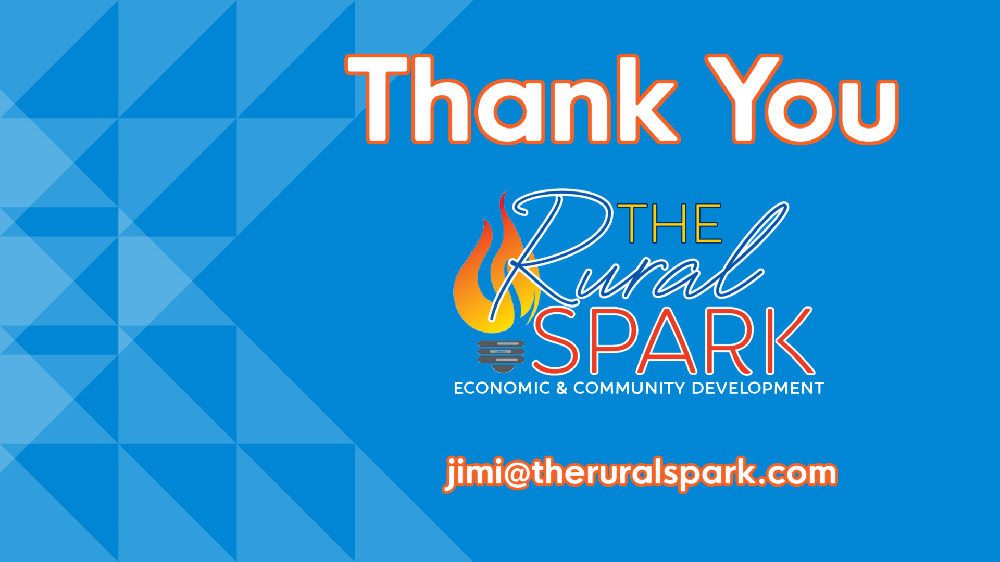 Thank You
THE
Rural
SPARK
ECONOMIC & COMMUNITY DEVELOPMENT
jimi@theruralspark.com